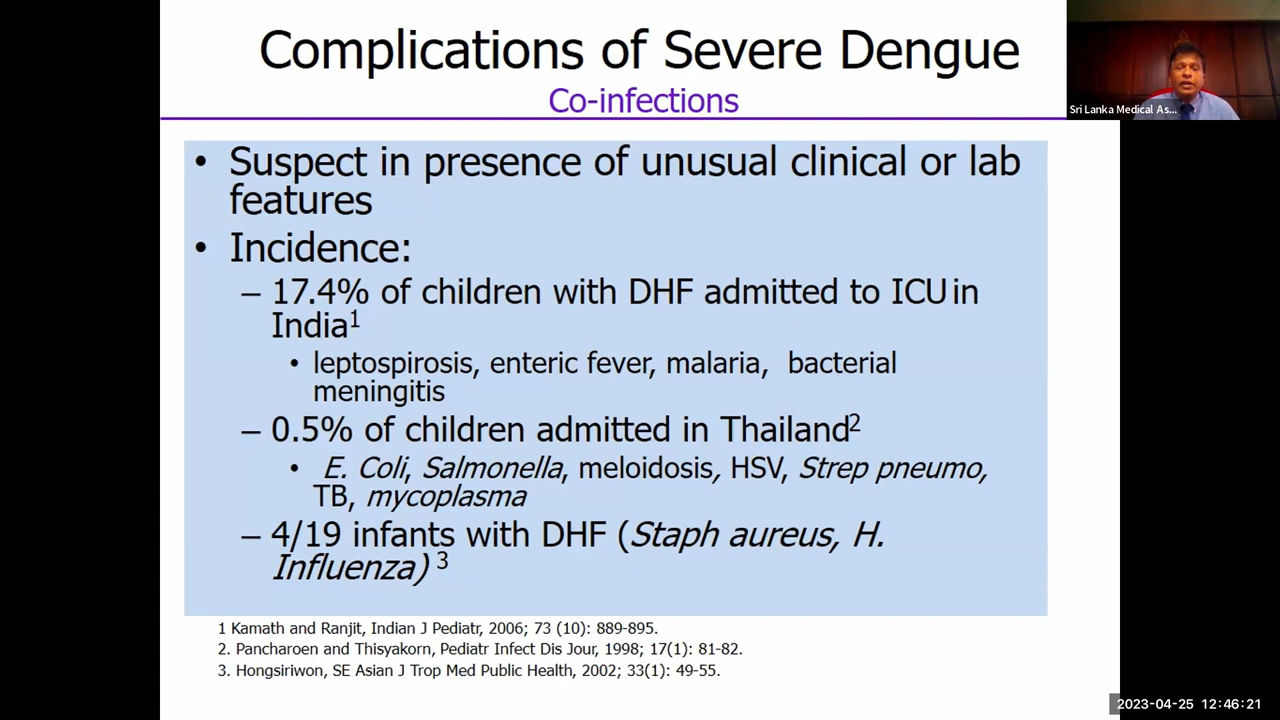 Complications of Severe Dengue
Co-infections
Sri Lanka Medical As...
• Suspect in presence of unusual clinical or lab
features
• Incidence:
– 17.4% of children with DHF admitted to ICU in
India1
• leptospirosis, enteric fever, malaria, bacterial
meningitis
– 0.5% of children admitted in Thailand2
• E. Coli, Salmonella, meloidosis, HSV, Strep pneumo,
TB, mycoplasma
– 4/19 infants with DHF (Staph aureus, H.
Influenza) 3
1 Kamath and Ranjit, Indian J Pediatr, 2006; 73 (10): 889-895.
2. Pancharoen and Thisyakorn, Pediatr Infect Dis Jour, 1998; 17(1): 81-82.
3. Hongsiriwon, SE Asian J Trop Med Public Health, 2002; 33(1): 49-55.
2023-04-25 12:46:21